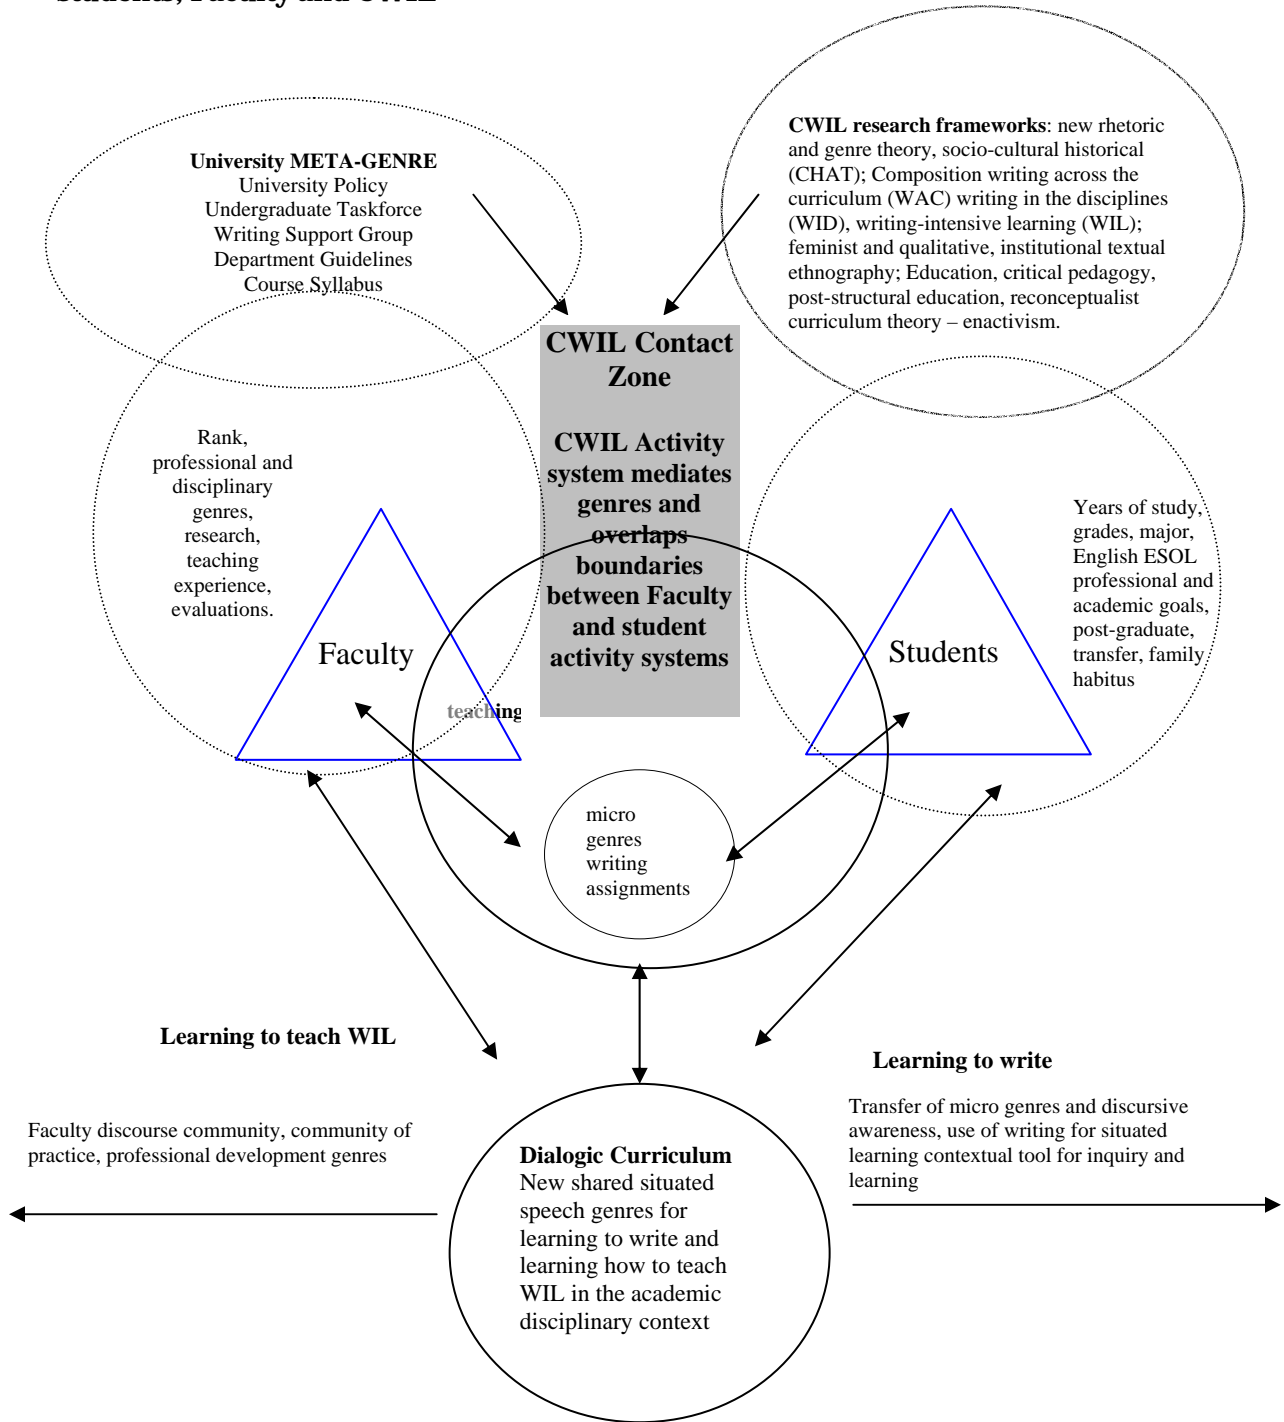 Students, Faculty and CWIL
University META-GENRE
University Policy
Undergraduate Taskforce
Writing Support Group
Department Guidelines
Course Syllabus
CWIL research frameworks: new rhetoric
and genre theory, socio-cultural historical
(CHAT); Composition writing across the
curriculum (WAC) writing in the disciplines
(WID), writing-intensive learning (WIL);
feminist and qualitative, institutional textual
ethnography; Education, critical pedagogy,
post-structural education, reconceptualist
curriculum theory – enactivism.
CWIL Contact
Zone
CWIL Activity
system mediates
genres and
overlaps
boundaries
between Faculty
and student
activity systems
Rank,
professional and
disciplinary
genres,
research,
teaching
experience,
evaluations.
Faculty
teaching
Students
Years of study,
grades, major,
English ESOL
professional and
academic goals,
post-graduate,
transfer, family
habitus
micro
genres
writing
assignments
Learning to teach WIL
Faculty discourse community, community of
practice, professional development genres
Learning to write
Transfer of micro genres and discursive
awareness, use of writing for situated
learning contextual tool for inquiry and
learning
Dialogic Curriculum
New shared situated
speech genres for
learning to write and
learning how to teach
WIL in the academic
disciplinary context